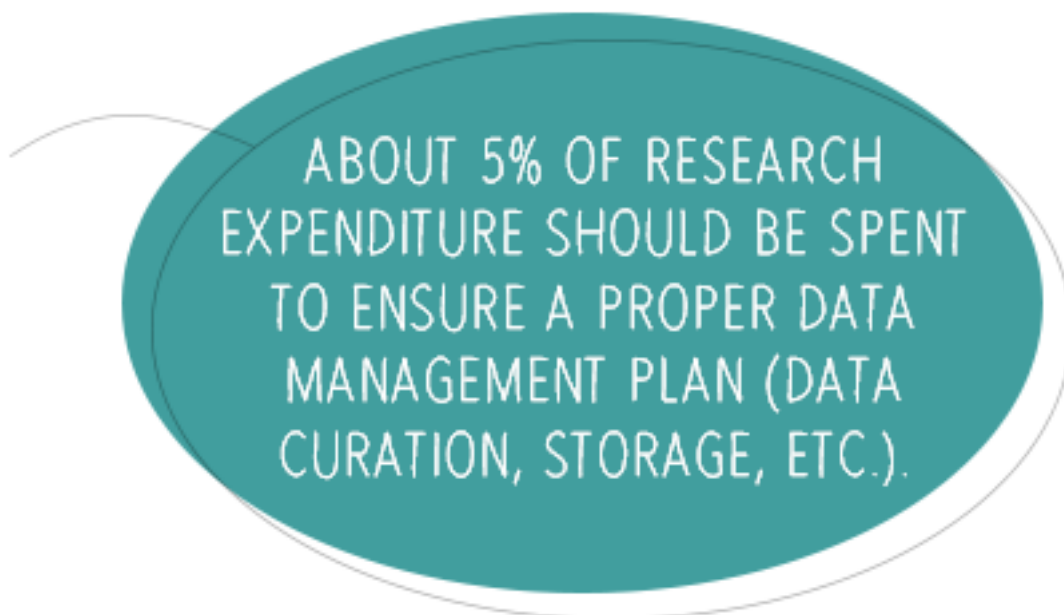 ABOUT 5% OF RESEARCH
EXPENDITURE SHOULD BE SPENT
TO ENSURE A PROPER DATA
MANAGEMENT PLAN (DATA
CURATION, STORAGE, ETC.).